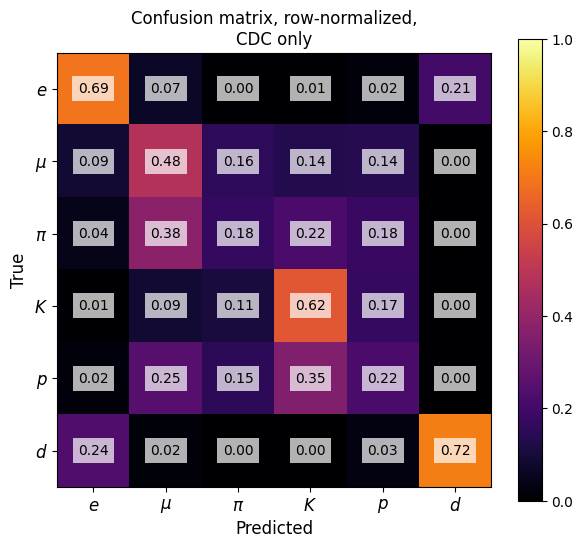 Confusion matrix, row-normalized,
CDC only
True
e 0.69 0.07 0.00 0.01 0.02 0.21
μ 0.09 0.48 0.16 0.14 0.14 0.00
π 0.04 0.38 0.18 0.22 0.18 0.00
K 0.01 0.09 0.11 0.62 0.17 0.00
p 0.02 0.25 0.15 0.35 0.22 0.00
d 0.24 0.02 0.00 0.00 0.03 0.72
e μ π K p d
Predicted
1.0
0.8
0.6
0.4
0.2
0.0